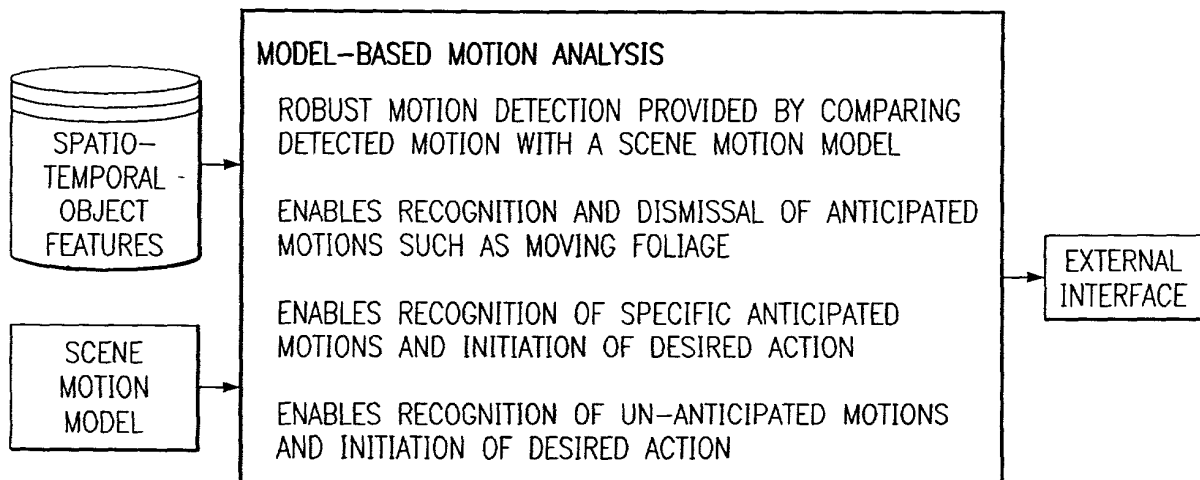 SPATIO-
TEMPORAL
OBJECT
FEATURES
SCENE
MOTION
MODEL
MODEL-BASED MOTION ANALYSIS
ROBUST MOTION DETECTION PROVIDED BY COMPARING
DETECTED MOTION WITH A SCENE MOTION MODEL
ENABLES RECOGNITION AND DISMISSAL OF ANTICIPATED
MOTIONS SUCH AS MOVING FOLIAGE
ENABLES RECOGNITION OF SPECIFIC ANTICIPATED
MOTIONS AND INITIATION OF DESIRED ACTION
ENABLES RECOGNITION OF UN-ANTICIPATED MOTIONS
AND INITIATION OF DESIRED ACTION
EXTERNAL
INTERFACE